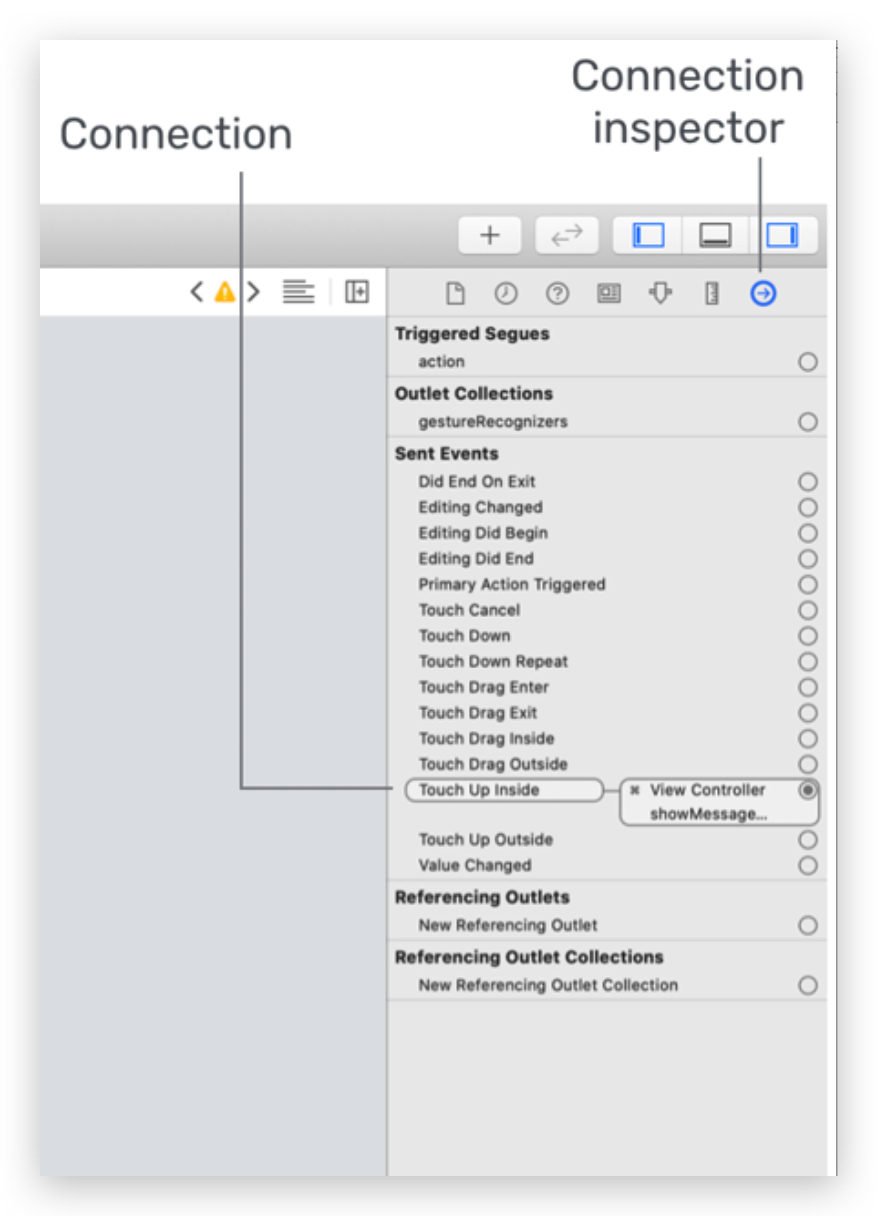 Connection
Connection
inspector
Triggered Segues
action
Outlet Collections
gestureRecognizers
Sent Events
Did End On Exit
Editing Changed
Editing Did Begin
Editing Did End
Primary Action Triggered
Touch Cancel
Touch Down
Touch Down Repeat
Touch Drag Enter
Touch Drag Exit
Touch Drag Inside
Touch Drag Outside
Touch Up Inside
View Controller
showMessage...
Touch Up Outside
Value Changed
Referencing Outlets
New Referencing Outlet
Referencing Outlet Collections
New Referencing Outlet Collection